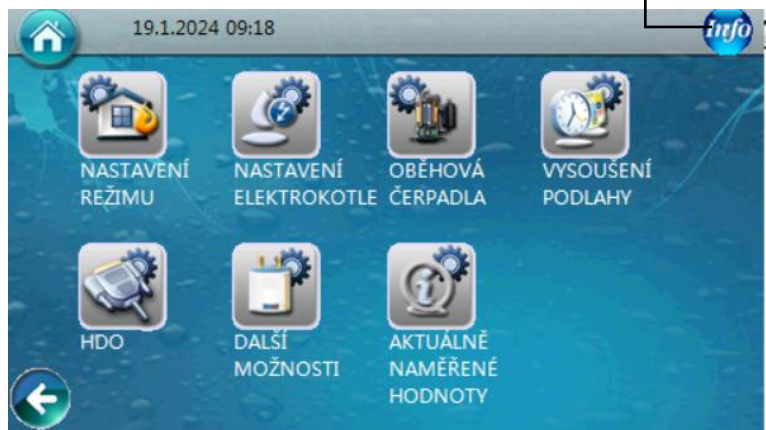 19.1.2024 09:18
Info
NASTAVENÍ
REŽIMU
NASTAVENÍ
ELEKTROKOTLE
OBĚHOVÁ
ČERPADLA
VYSOUŠENÍ
PODLAHY
HDO
DALŠÍ
MOŽNOSTI
AKTUÁLNĚ
NAMĚŘENÉ
HODNOTY